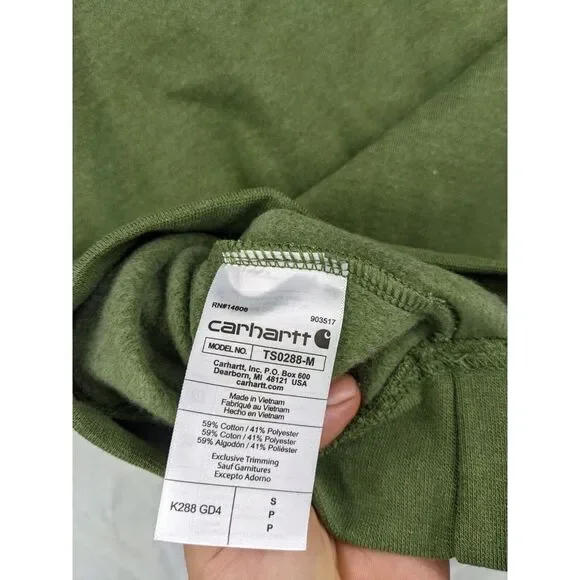 RN#14806
903517
carhartt
MODEL NO. TS0288-M
Carhartt, Inc. P.O. Box 600
Dearborn, MI 48121 USA
carhartt.com
Made in Vietnam
Fabriqué au Vietnam
Hecho en Vietnam
59% Cotton / 41% Polyester
59% Coton / 41% Polyester
59% Algodón / 41% Poliéster
Exclusive Trimming
Sauf Garnitures
Excepto Adorno
K288 GD4
S
P
P